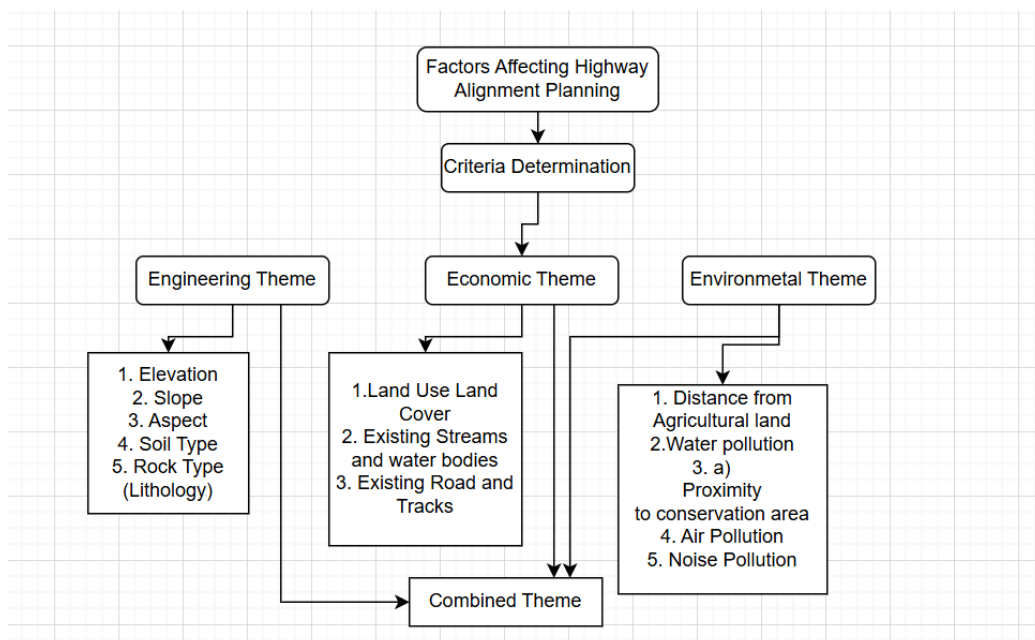 Factors Affecting Highway
Alignment Planning
Criteria Determination
Engineering Theme
Economic Theme
Environmetal Theme
1. Elevation
2. Slope
3. Aspect
4. Soil Type
5. Rock Type
(Lithology)
1.Land Use Land
Cover
2. Existing Streams
and water bodies
3. Existing Road and
Tracks
1. Distance from
Agricultural land
2.Water pollution
3. a)
Proximity
to conservation area
4. Air Pollution
5. Noise Pollution
Combined Theme